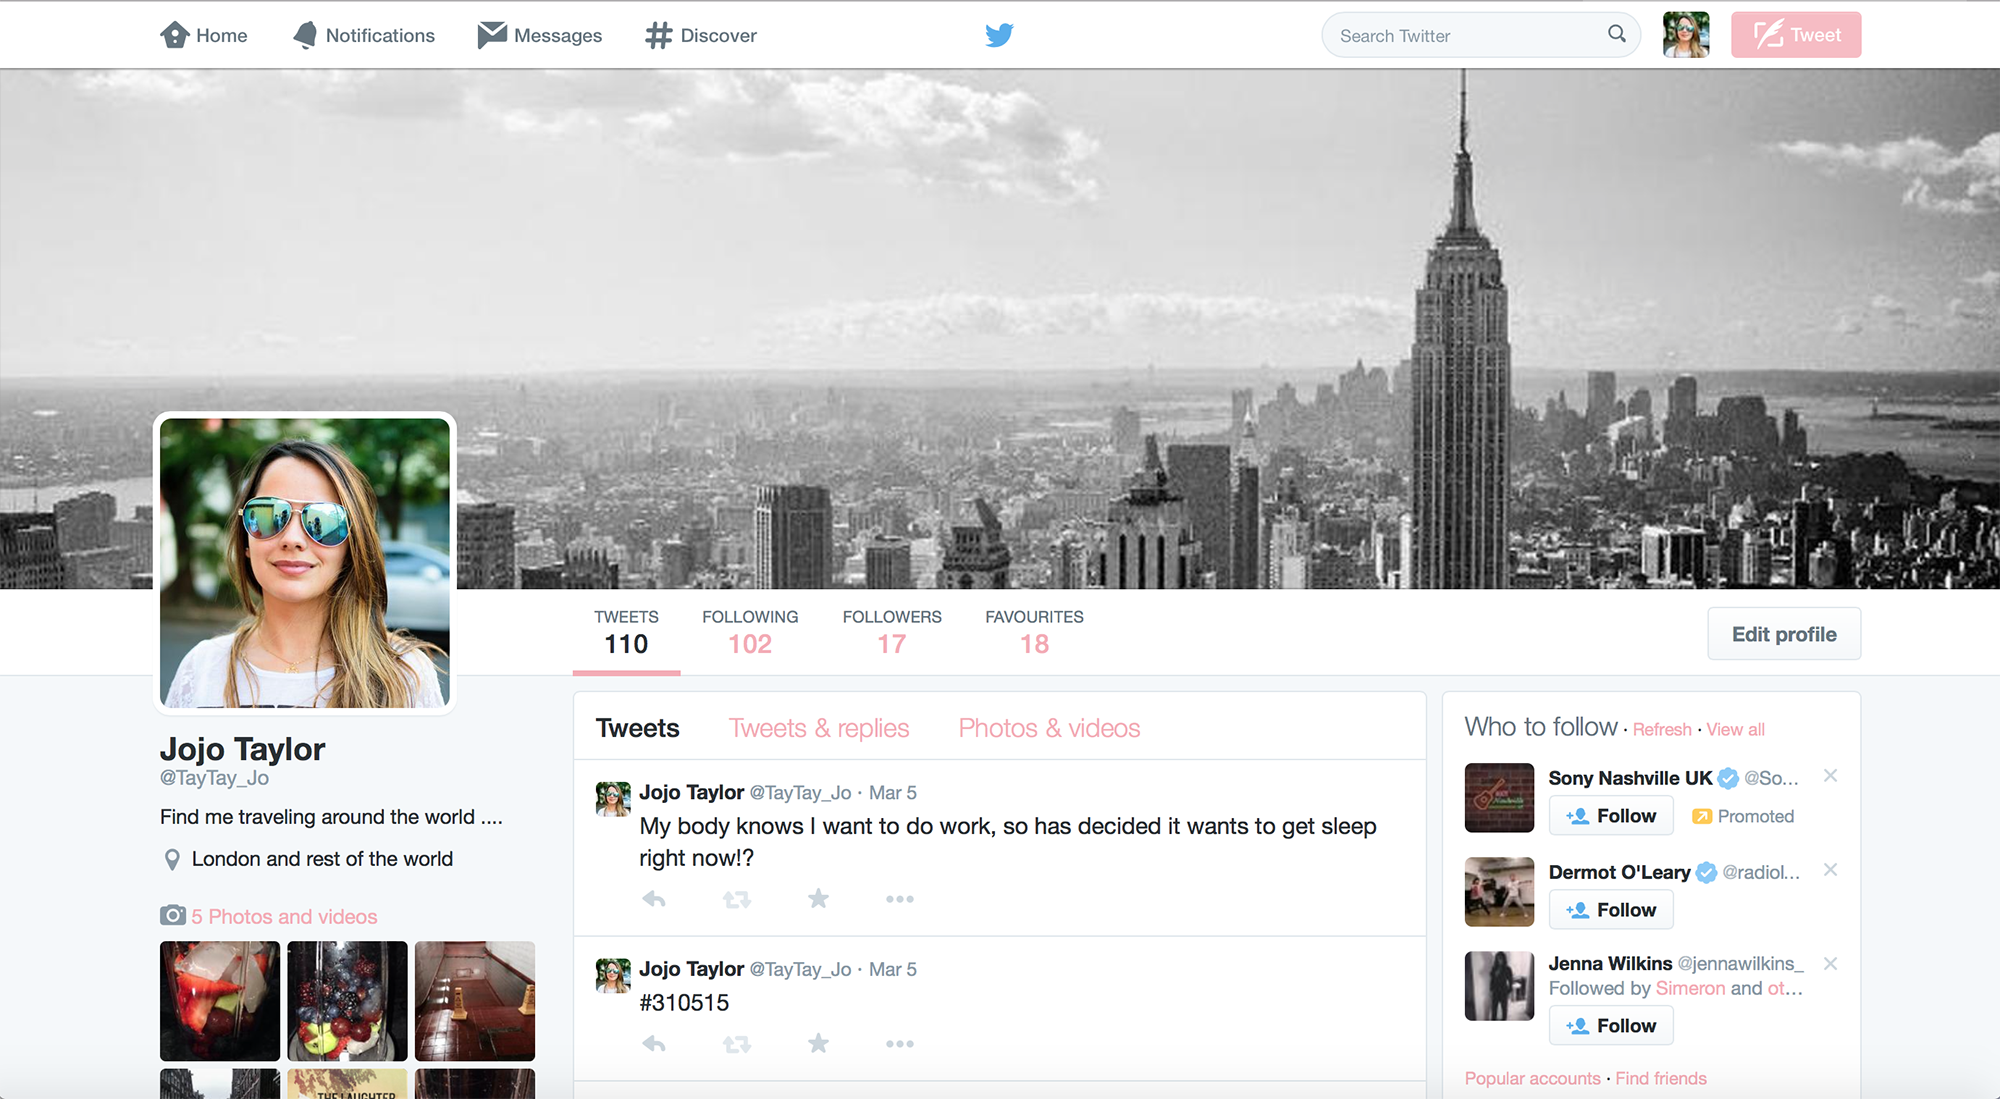 Home
Notifications
Messages
Discover
Search Twitter
Tweet
TWEETS
110
FOLLOWING
102
FOLLOWERS
17
FAVOURITES
18
Edit profile
Jojo Taylor
@TayTay_Jo
Find me traveling around the world ....
London and rest of the world
5 Photos and videos
THE LAUGHTER
Tweets
Tweets & replies
Photos & videos
Jojo Taylor @TayTay_Jo · Mar 5
My body knows I want to do work, so has decided it wants to get sleep
right now!?
Jojo Taylor @TayTay_Jo · Mar 5
#310515
Who to follow · Refresh · View all
Sony Nashville UK @So...
Follow
Promoted
Dermot O'Leary @radiol...
Follow
Jenna Wilkins @jennawilkins_
Followed by Simeron and ot...
Follow
Popular accounts · Find friends